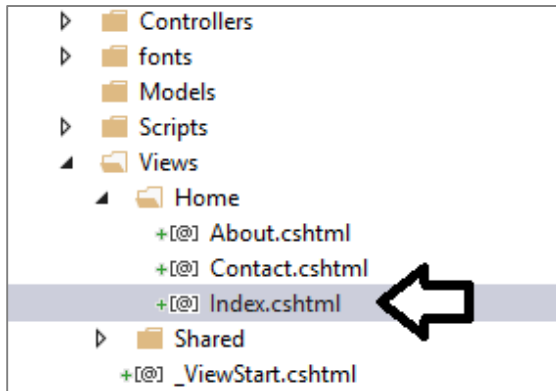 Controllers
fonts
Models
Scripts
Views
Home
+[@] About.cshtml
+[@] Contact.cshtml
+[@] Index.cshtml
Shared
+[@] _ViewStart.cshtml